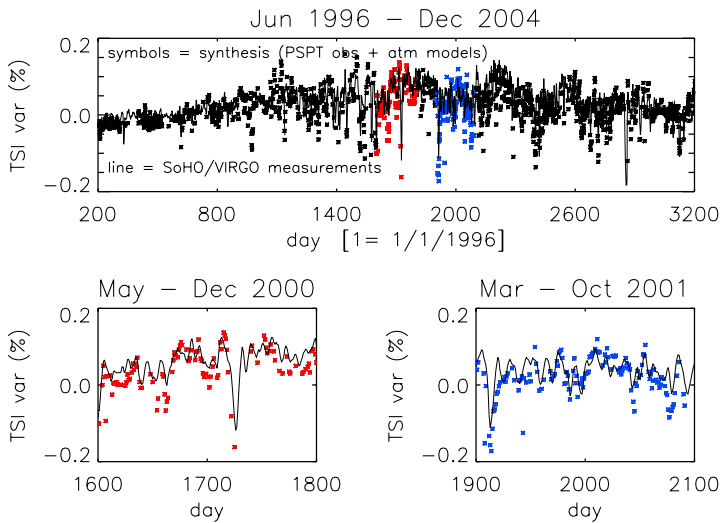 Jun 1996 – Dec 2004
symbols = synthesis (PSPT obs + atm models)
line = SoHO/VIRGO measurements
TSI var (%)
0.2
0.0
−0.2
200 800 1400 2000 2600 3200
day [1= 1/1/1996]
May – Dec 2000
TSI var (%)
0.2
0.0
−0.2
1600 1700 1800
day
Mar – Oct 2001
TSI var (%)
0.2
0.0
−0.2
1900 2000 2100
day